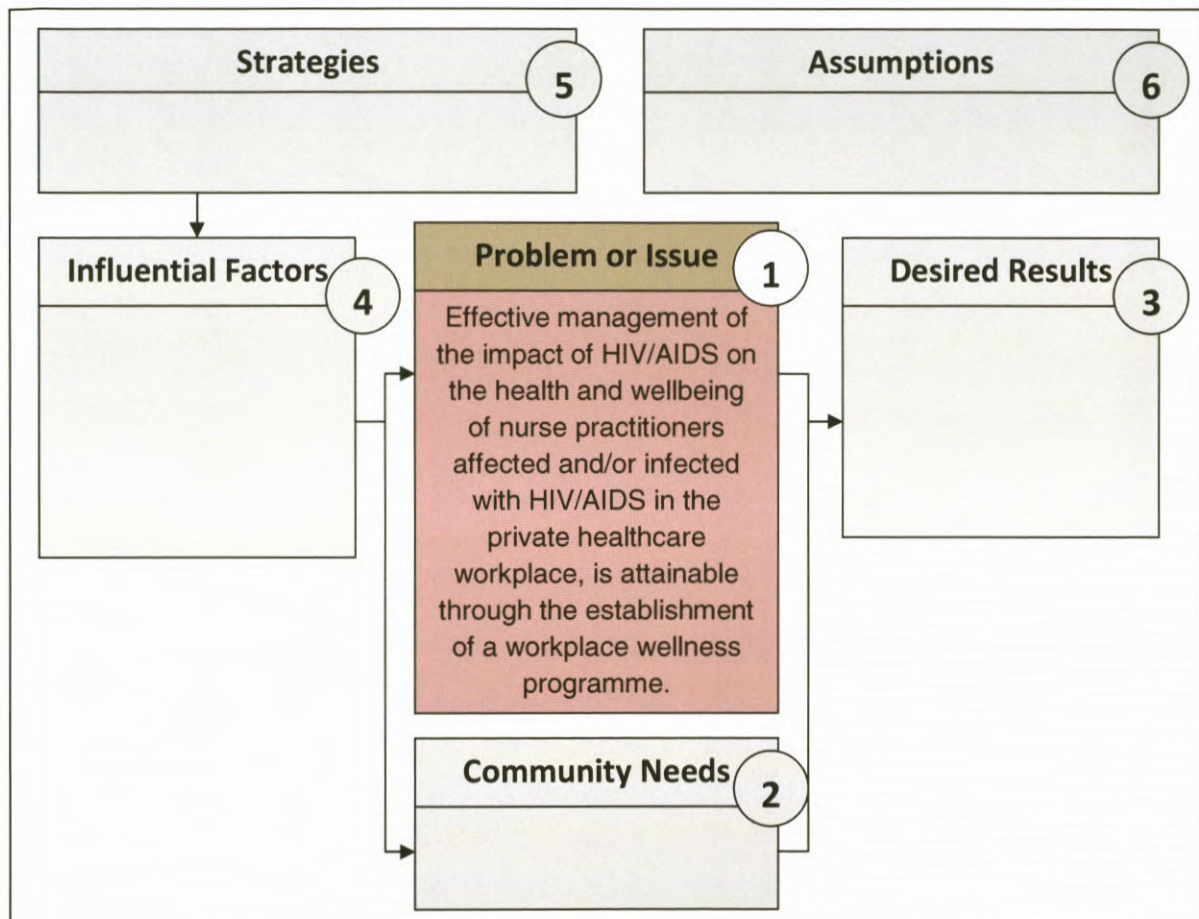 Strategies
5
Assumptions
6
Influential Factors
4
Problem or Issue
1
Effective management of
the impact of HIV/AIDS on
the health and wellbeing
of nurse practitioners
affected and/or infected
with HIV/AIDS in the
private healthcare
workplace, is attainable
through the establishment
of a workplace wellness
programme.
Desired Results
3
Community Needs
2